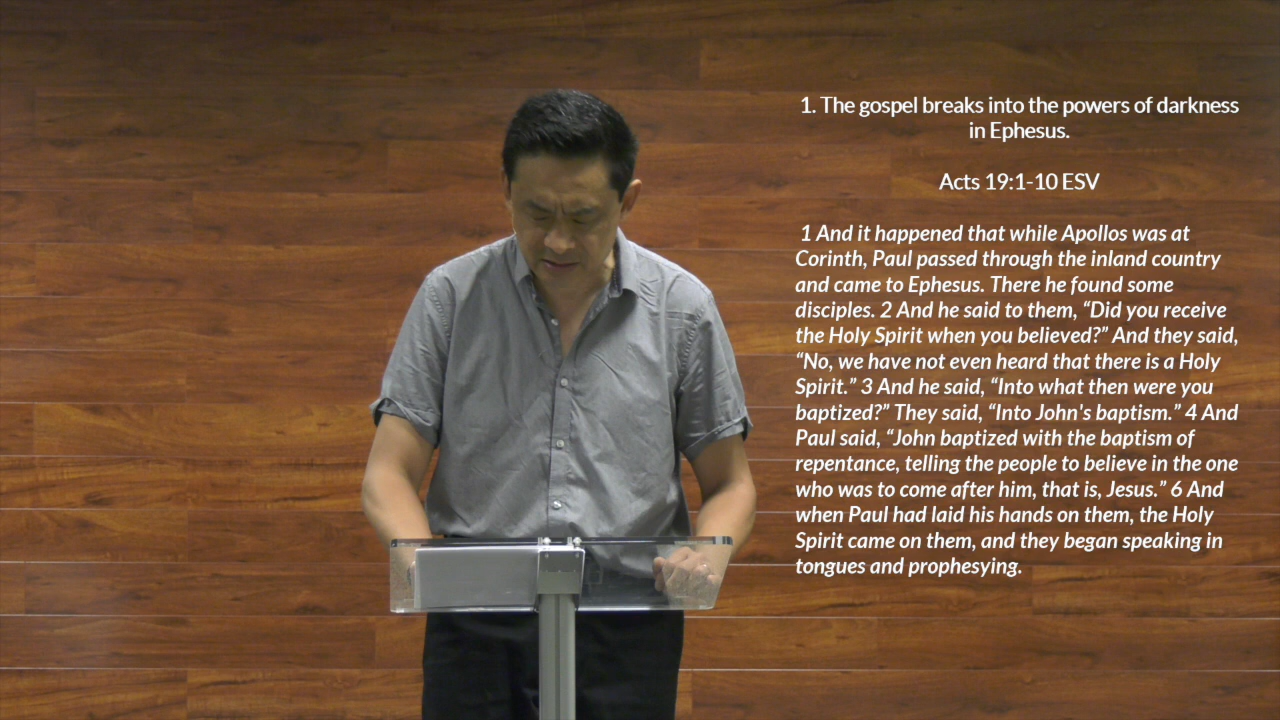 1. The gospel breaks into the powers of darkness
in Ephesus.
Acts 19:1-10 ESV
1 And it happened that while Apollos was at
Corinth, Paul passed through the inland country
and came to Ephesus. There he found some
disciples. 2 And he said to them, “Did you receive
the Holy Spirit when you believed?” And they said,
“No, we have not even heard that there is a Holy
Spirit.” 3 And he said, “Into what then were you
baptized?” They said, “Into John's baptism.” 4 And
Paul said, “John baptized with the baptism of
repentance, telling the people to believe in the one
who was to come after him, that is, Jesus.” 6 And
when Paul had laid his hands on them, the Holy
Spirit came on them, and they began speaking in
tongues and prophesying.